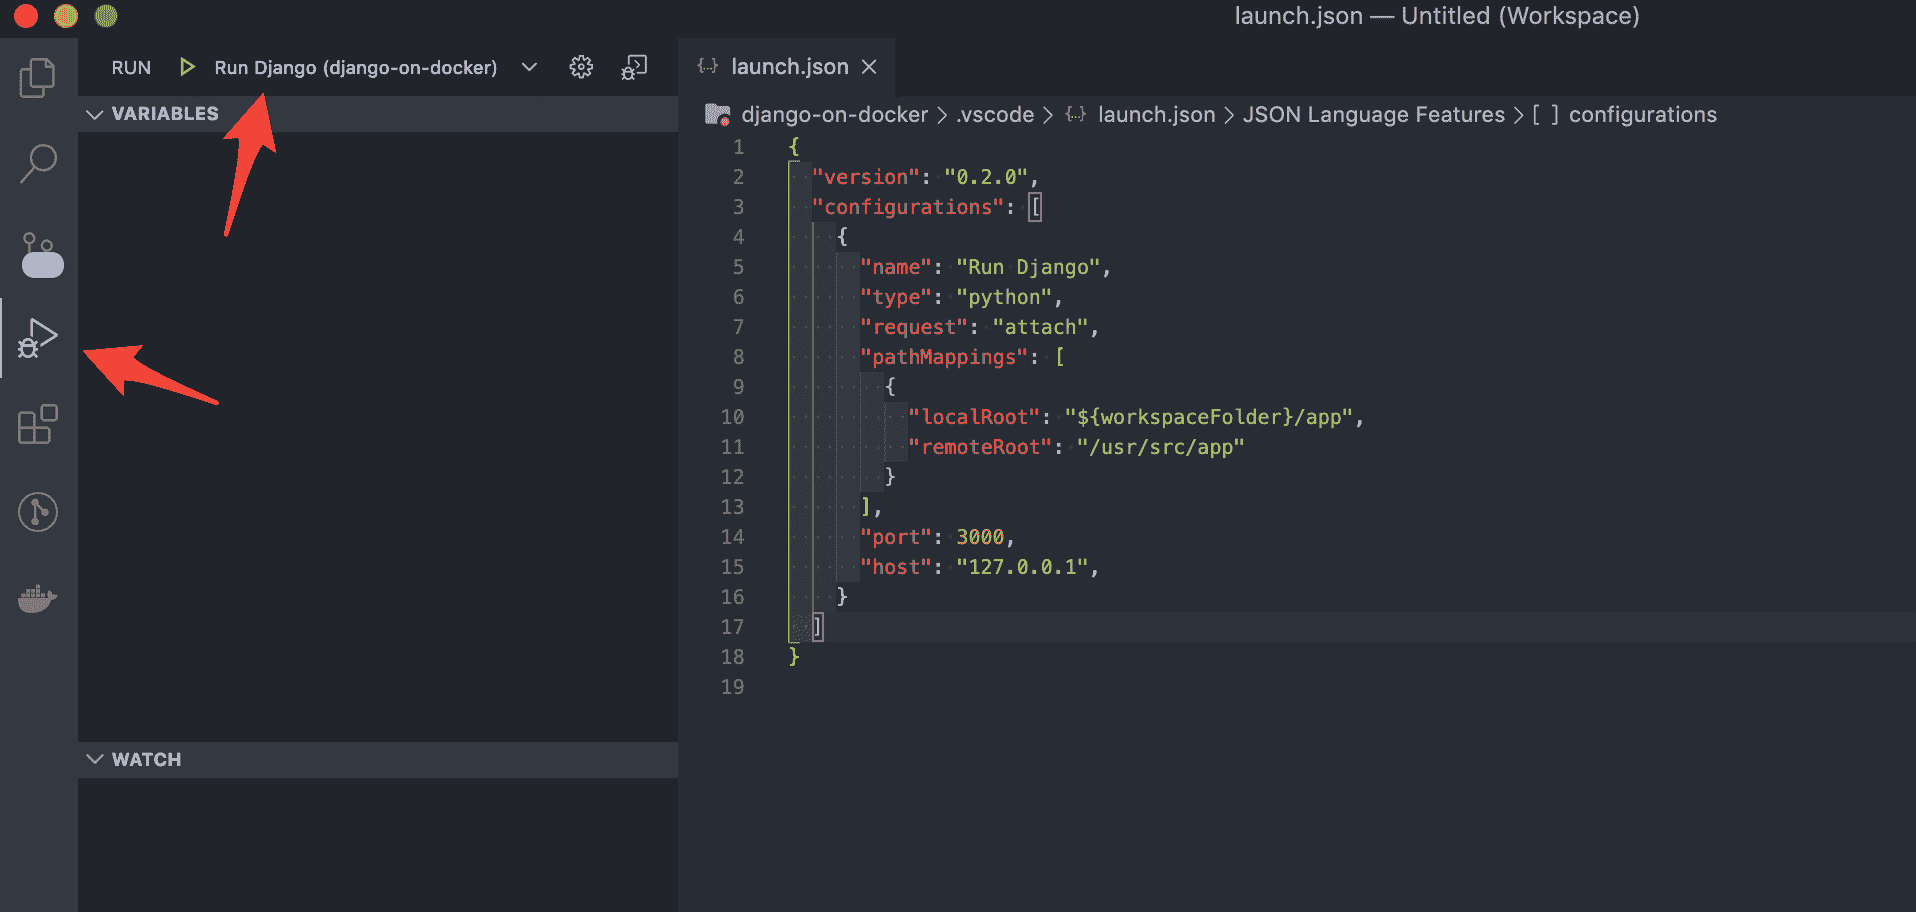 launch.json — Untitled (Workspace)
RUN Run Django (django-on-docker)
VARIABLES
WATCH
{··} launch.json
django-on-docker > .vscode > {··} launch.json > JSON Language Features > [ ] configurations
1 {
2 "version": "0.2.0",
3 "configurations": [
4 {
5 "name": "Run Django",
6 "type": "python",
7 "request": "attach",
8 "pathMappings": [
9 {
10 "localRoot": "${workspaceFolder}/app",
11 "remoteRoot": "/usr/src/app"
12 }
13 ],
14 "port": 3000,
15 "host": "127.0.0.1",
16 }
17 ]
18 }
19